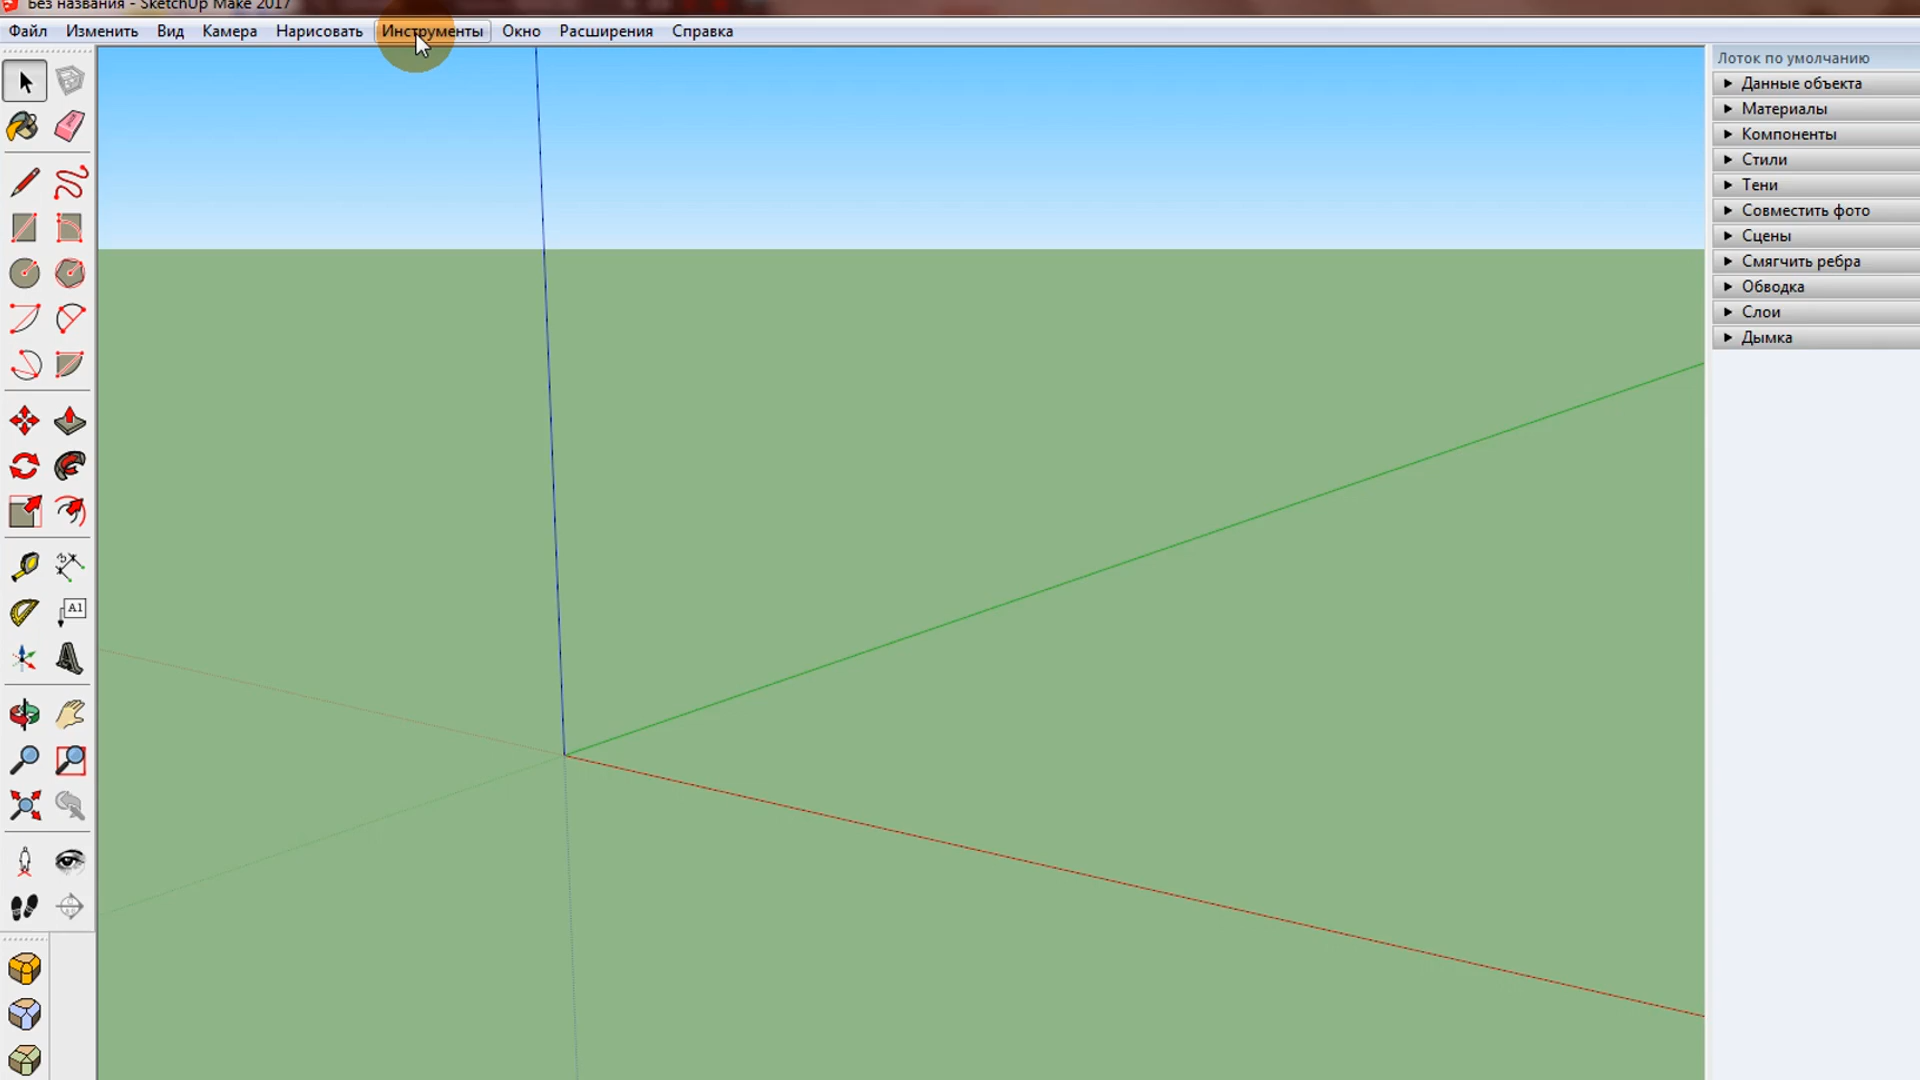 Без названия - SketchUp Make 2017
Файл Изменить Вид Камера Нарисовать Инструменты Окно Расширения Справка
Лоток по умолчанию
Данные объекта
Материалы
Компоненты
Стили
Тени
Совместить фото
Сцены
Смягчить ребра
Обводка
Слои
Дымка
A1